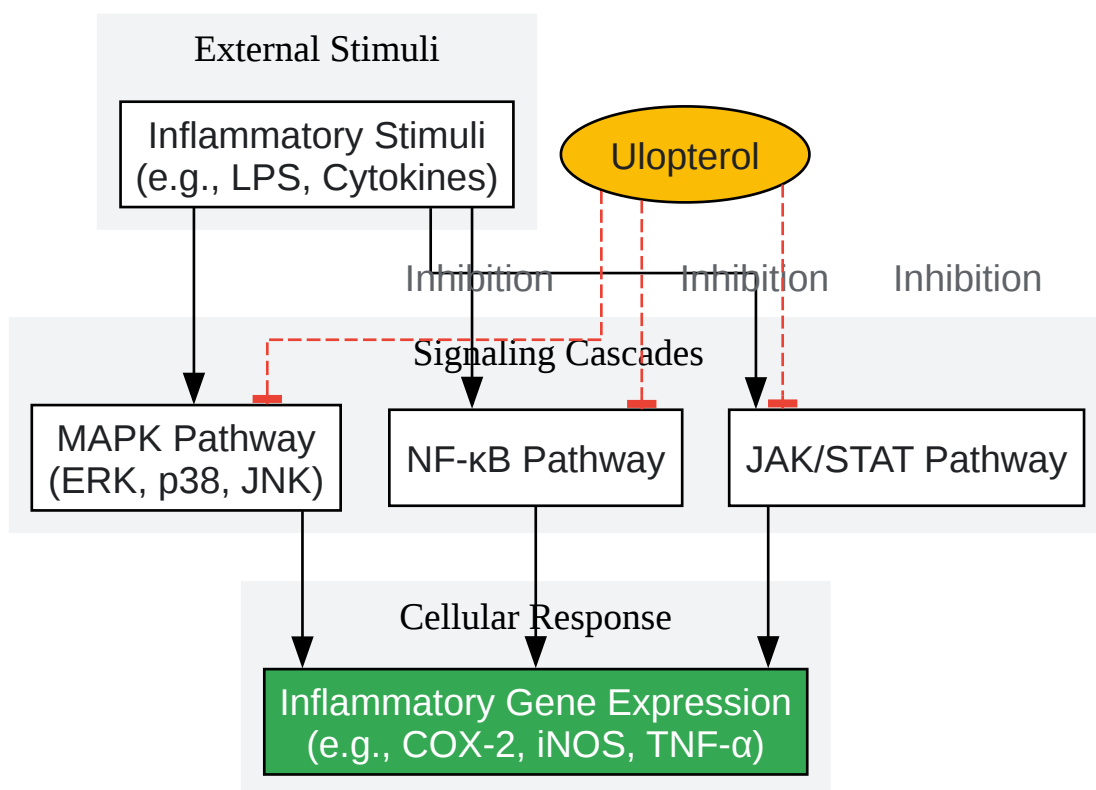 External Stimuli
Inflammatory Stimuli
(e.g., LPS, Cytokines)
Ulopterol
Inhibition
Inhibition
Inhibition
Signaling Cascades
MAPK Pathway
(ERK, p38, JNK)
NF-κB Pathway
JAK/STAT Pathway
Cellular Response
Inflammatory Gene Expression
(e.g., COX-2, iNOS, TNF-α)